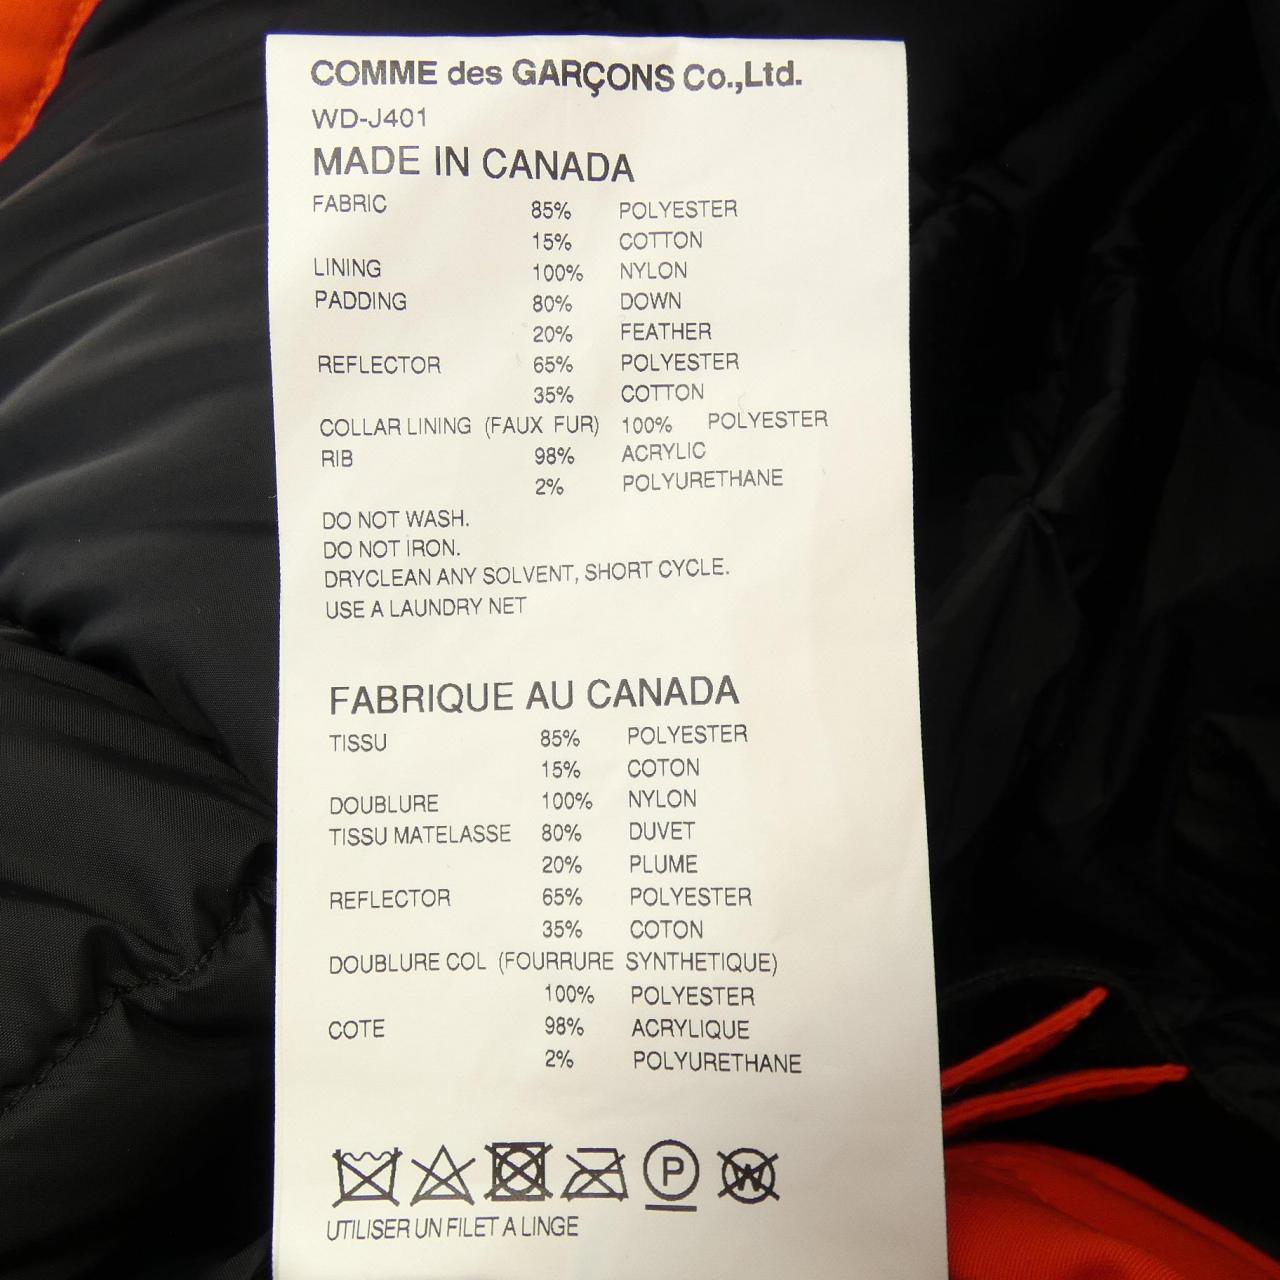 COMME des GARÇONS Co.,Ltd.
WD-J401
MADE IN CANADA
FABRIC 85% POLYESTER
15% COTTON
LINING 100% NYLON
PADDING 80% DOWN
20% FEATHER
REFLECTOR 65% POLYESTER
35% COTTON
COLLAR LINING (FAUX FUR) 100% POLYESTER
RIB 98% ACRYLIC
2% POLYURETHANE
DO NOT WASH.
DO NOT IRON.
DRYCLEAN ANY SOLVENT, SHORT CYCLE.
USE A LAUNDRY NET
FABRIQUE AU CANADA
TISSU 85% POLYESTER
15% COTON
DOUBLURE 100% NYLON
TISSU MATELASSE 80% DUVET
20% PLUME
REFLECTOR 65% POLYESTER
35% COTON
DOUBLURE COL (FOURRURE SYNTHETIQUE)
100% POLYESTER
COTE 98% ACRYLIQUE
2% POLYURETHANE
P W
UTILISER UN FILET A LINGE